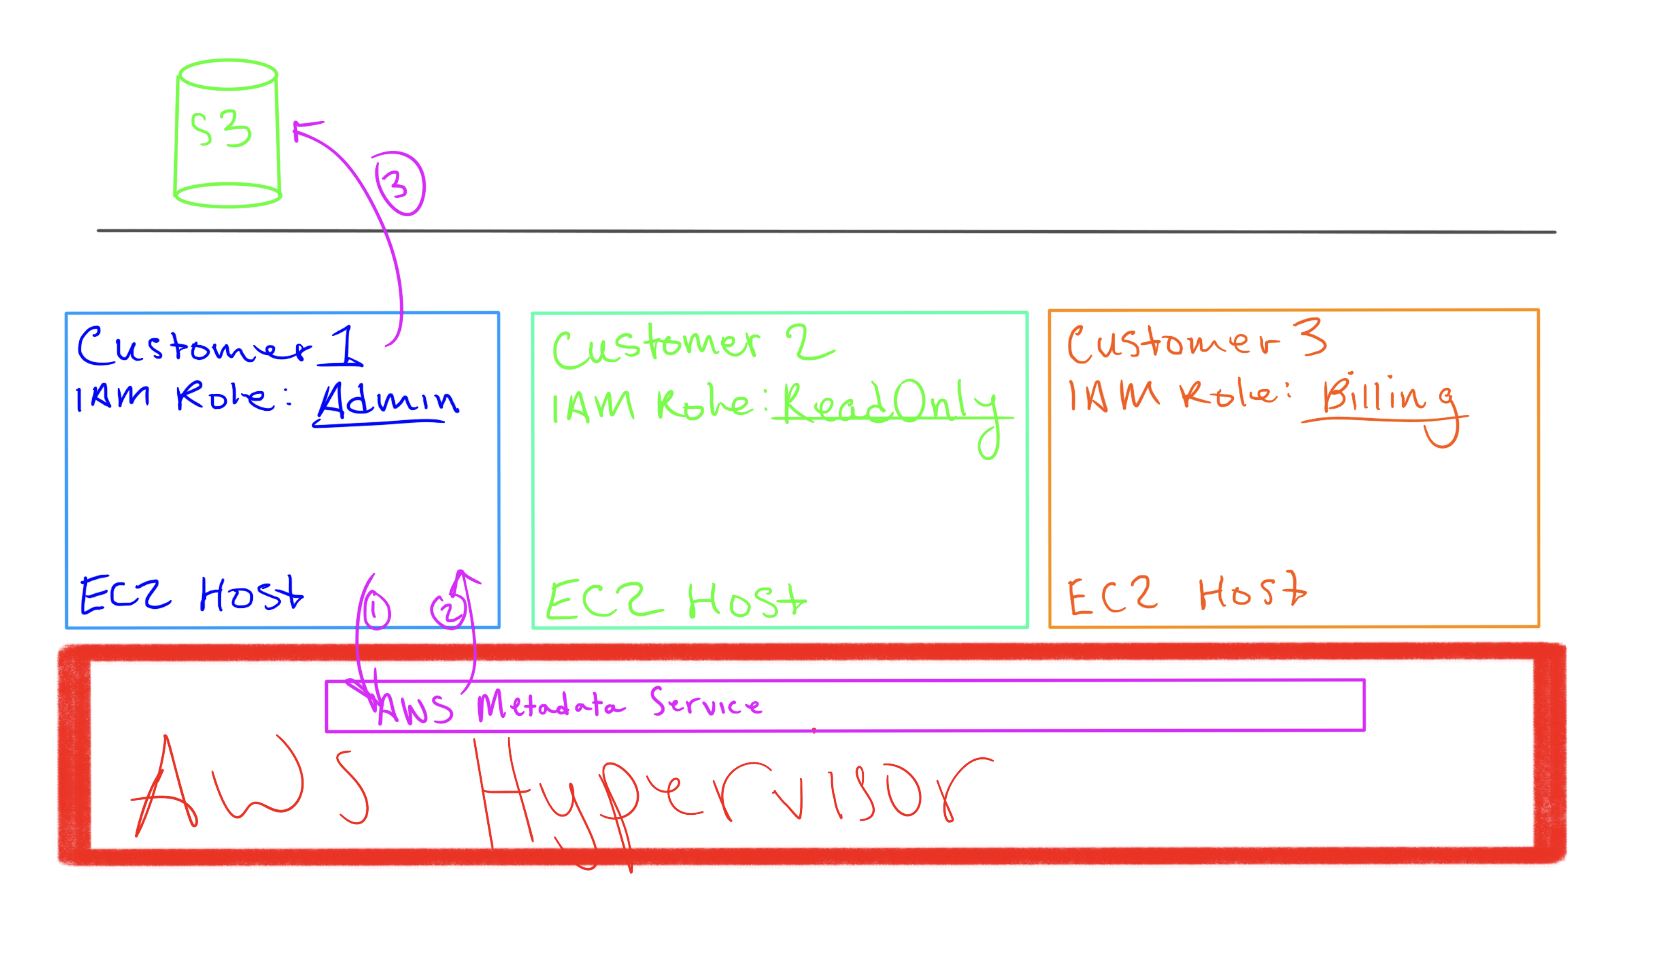 S3
3
Customer 1
IAM Role: Admin
EC2 Host
1
2
Customer 2
IAM Role: ReadOnly
EC2 Host
Customer 3
IAM Role: Billing
EC2 Host
AWS Metadata Service
AWS Hypervisor